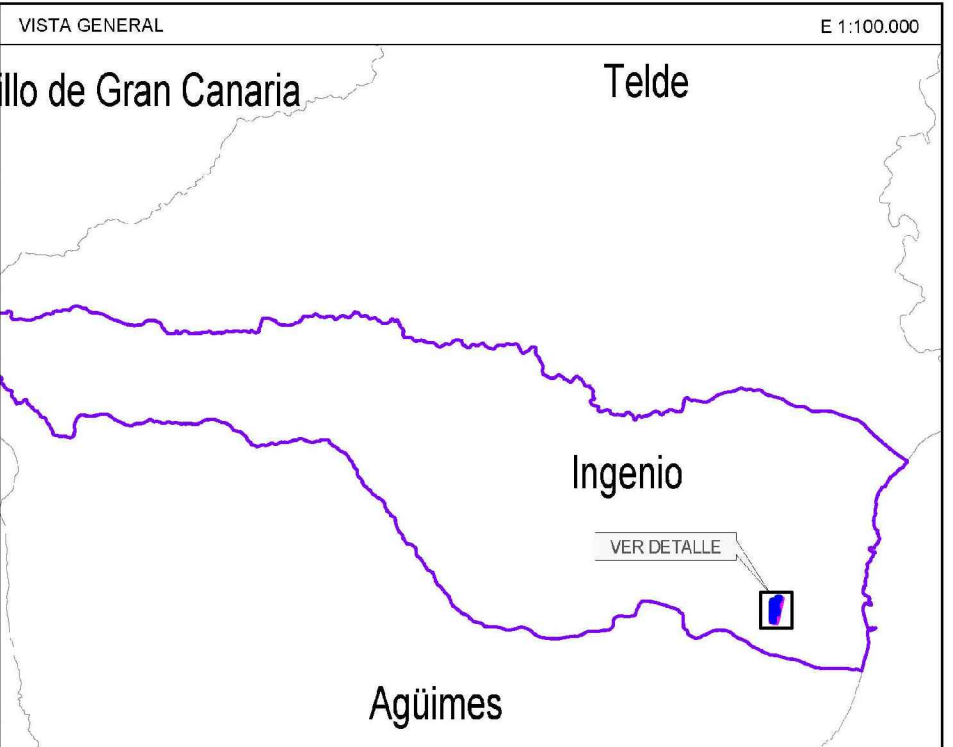 VISTA GENERAL E 1:100.000
illo de Gran Canaria
Telde
Ingenio
VER DETALLE
Agüimes